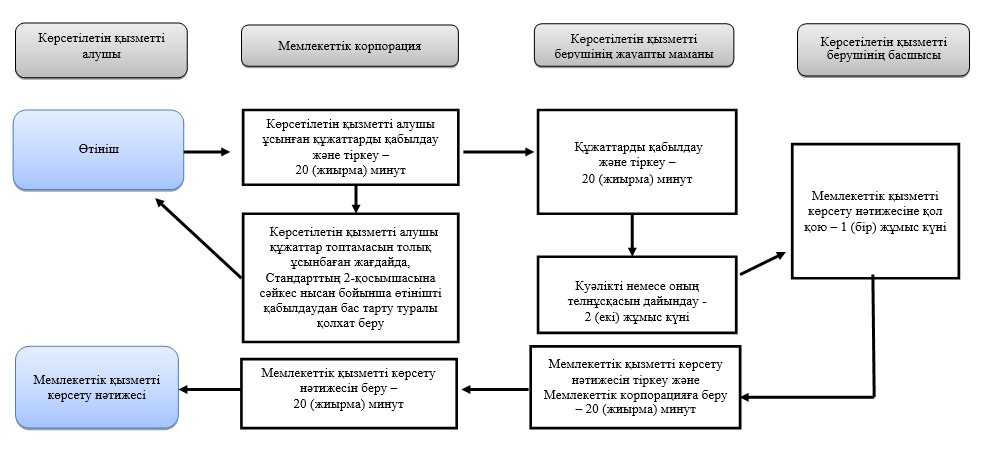 Көрсетілетін қызметті
алушы
Мемлекеттік корпорация
Көрсетілетін қызметті
берушінің жауапты маманы
Көрсетілетін қызметті
берушінің басшысы
Өтініш
Көрсетілетін қызметті алушы
ұсынған құжаттарды қабылдау
және тіркеу –
20 (жиырма) минут
Құжаттарды қабылдау
және тіркеу –
20 (жиырма) минут
Мемлекеттік қызметті
көрсету нәтижесіне қол
қою – 1 (бір) жұмыс күні
Көрсетілетін қызметті алушы
құжаттар топтамасын толық
ұсынбаған жағдайда,
Стандарттың 2-қосымшасына
сәйкес нысан бойынша өтінішті
қабылдаудан бас тарту туралы
қолхат беру
Куәлікті немесе оның
телнұсқасын дайындау -
2 (екі) жұмыс күні
Мемлекеттік қызметті
көрсету нәтижесі
Мемлекеттік қызметті көрсету
нәтижесін беру –
20 (жиырма) минут
Мемлекеттік қызметті көрсету
нәтижесін тіркеу және
Мемлекеттік корпорацияға беру
– 20 (жиырма) минут